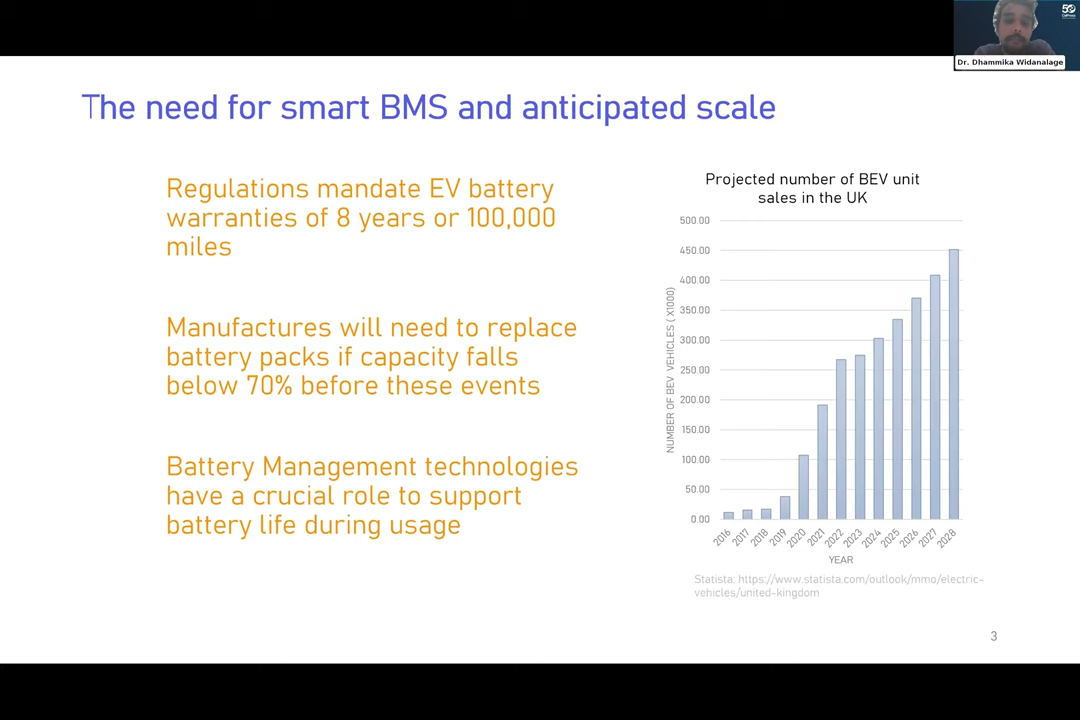 50
Dr. Dhammika Widanalage
The need for smart BMS and anticipated scale
Regulations mandate EV battery
warranties of 8 years or 100,000
miles
Manufactures will need to replace
battery packs if capacity falls
below 70% before these events
Battery Management technologies
have a crucial role to support
battery life during usage
Projected number of BEV unit
sales in the UK
NUMBER OF BEV VEHICLES ( X1000)
500.00
450.00
400.00
350.00
300.00
250.00
200.00
150.00
100.00
50.00
0.00
2016
2017
2018
2019
2020
2021
2022
2023
2024
2025
2026
2027
2028
YEAR
Statista: https://www.statista.com/outlook/mmo/electric-
vehicles/united-kingdom
3